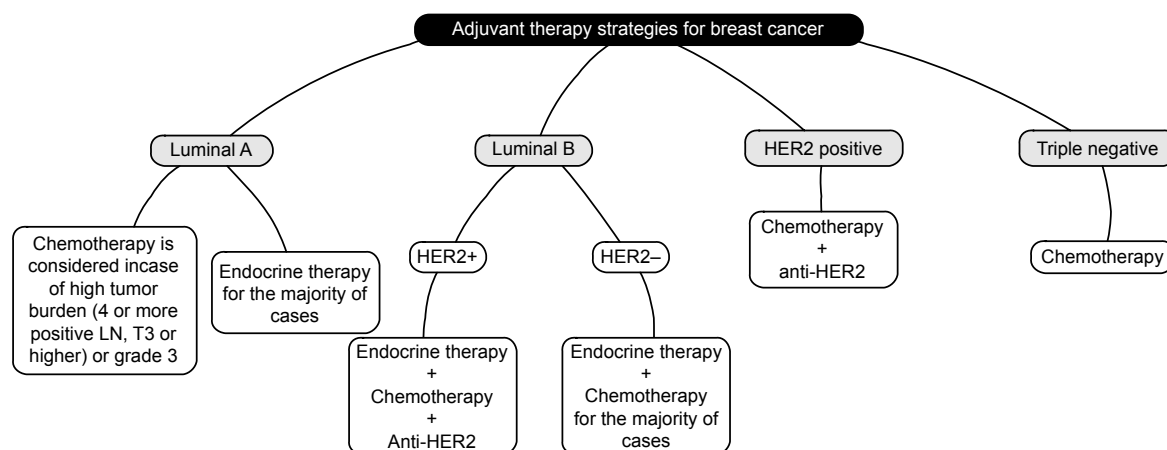 Adjuvant therapy strategies for breast cancer
Luminal A
Luminal B
HER2 positive
Triple negative
Chemotherapy is
considered incase
of high tumor
burden (4 or more
positive LN, T3 or
higher) or grade 3
Endocrine therapy
for the majority of
cases
HER2+
HER2–
Chemotherapy
+
anti-HER2
Chemotherapy
Endocrine therapy
+
Chemotherapy
+
Anti-HER2
Endocrine therapy
+
Chemotherapy
for the majority of
cases